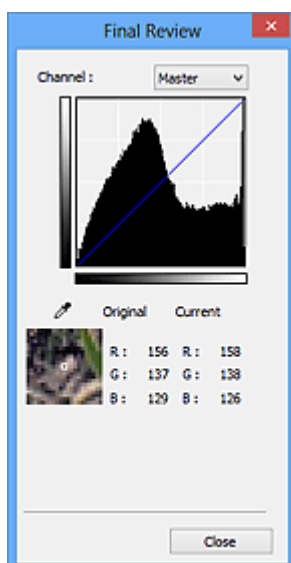 Final Review
Channel : Master
Original Current
R : 156 R : 158
G : 137 G : 138
B : 129 B : 126
Close